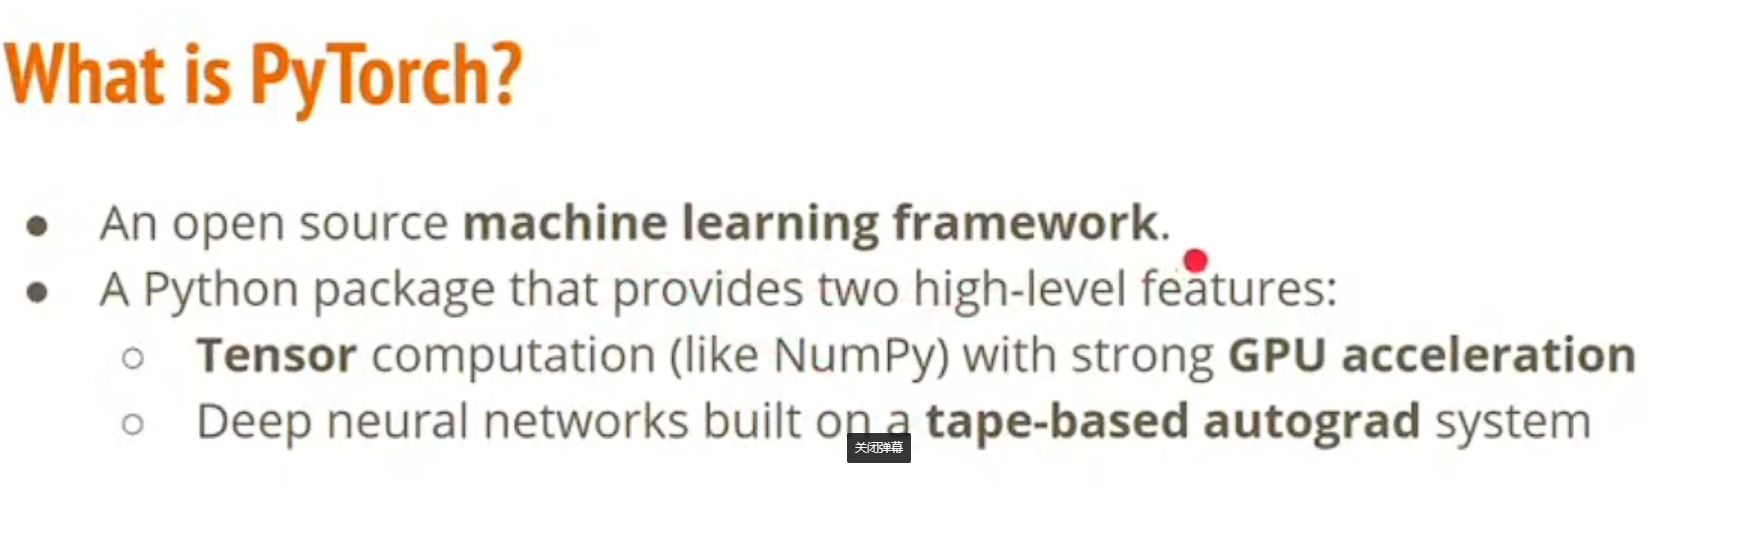 What is PyTorch?
● An open source machine learning framework.
● A Python package that provides two high-level features:
○ Tensor computation (like NumPy) with strong GPU acceleration
○ Deep neural networks built on a tape-based autograd system
关闭弹幕